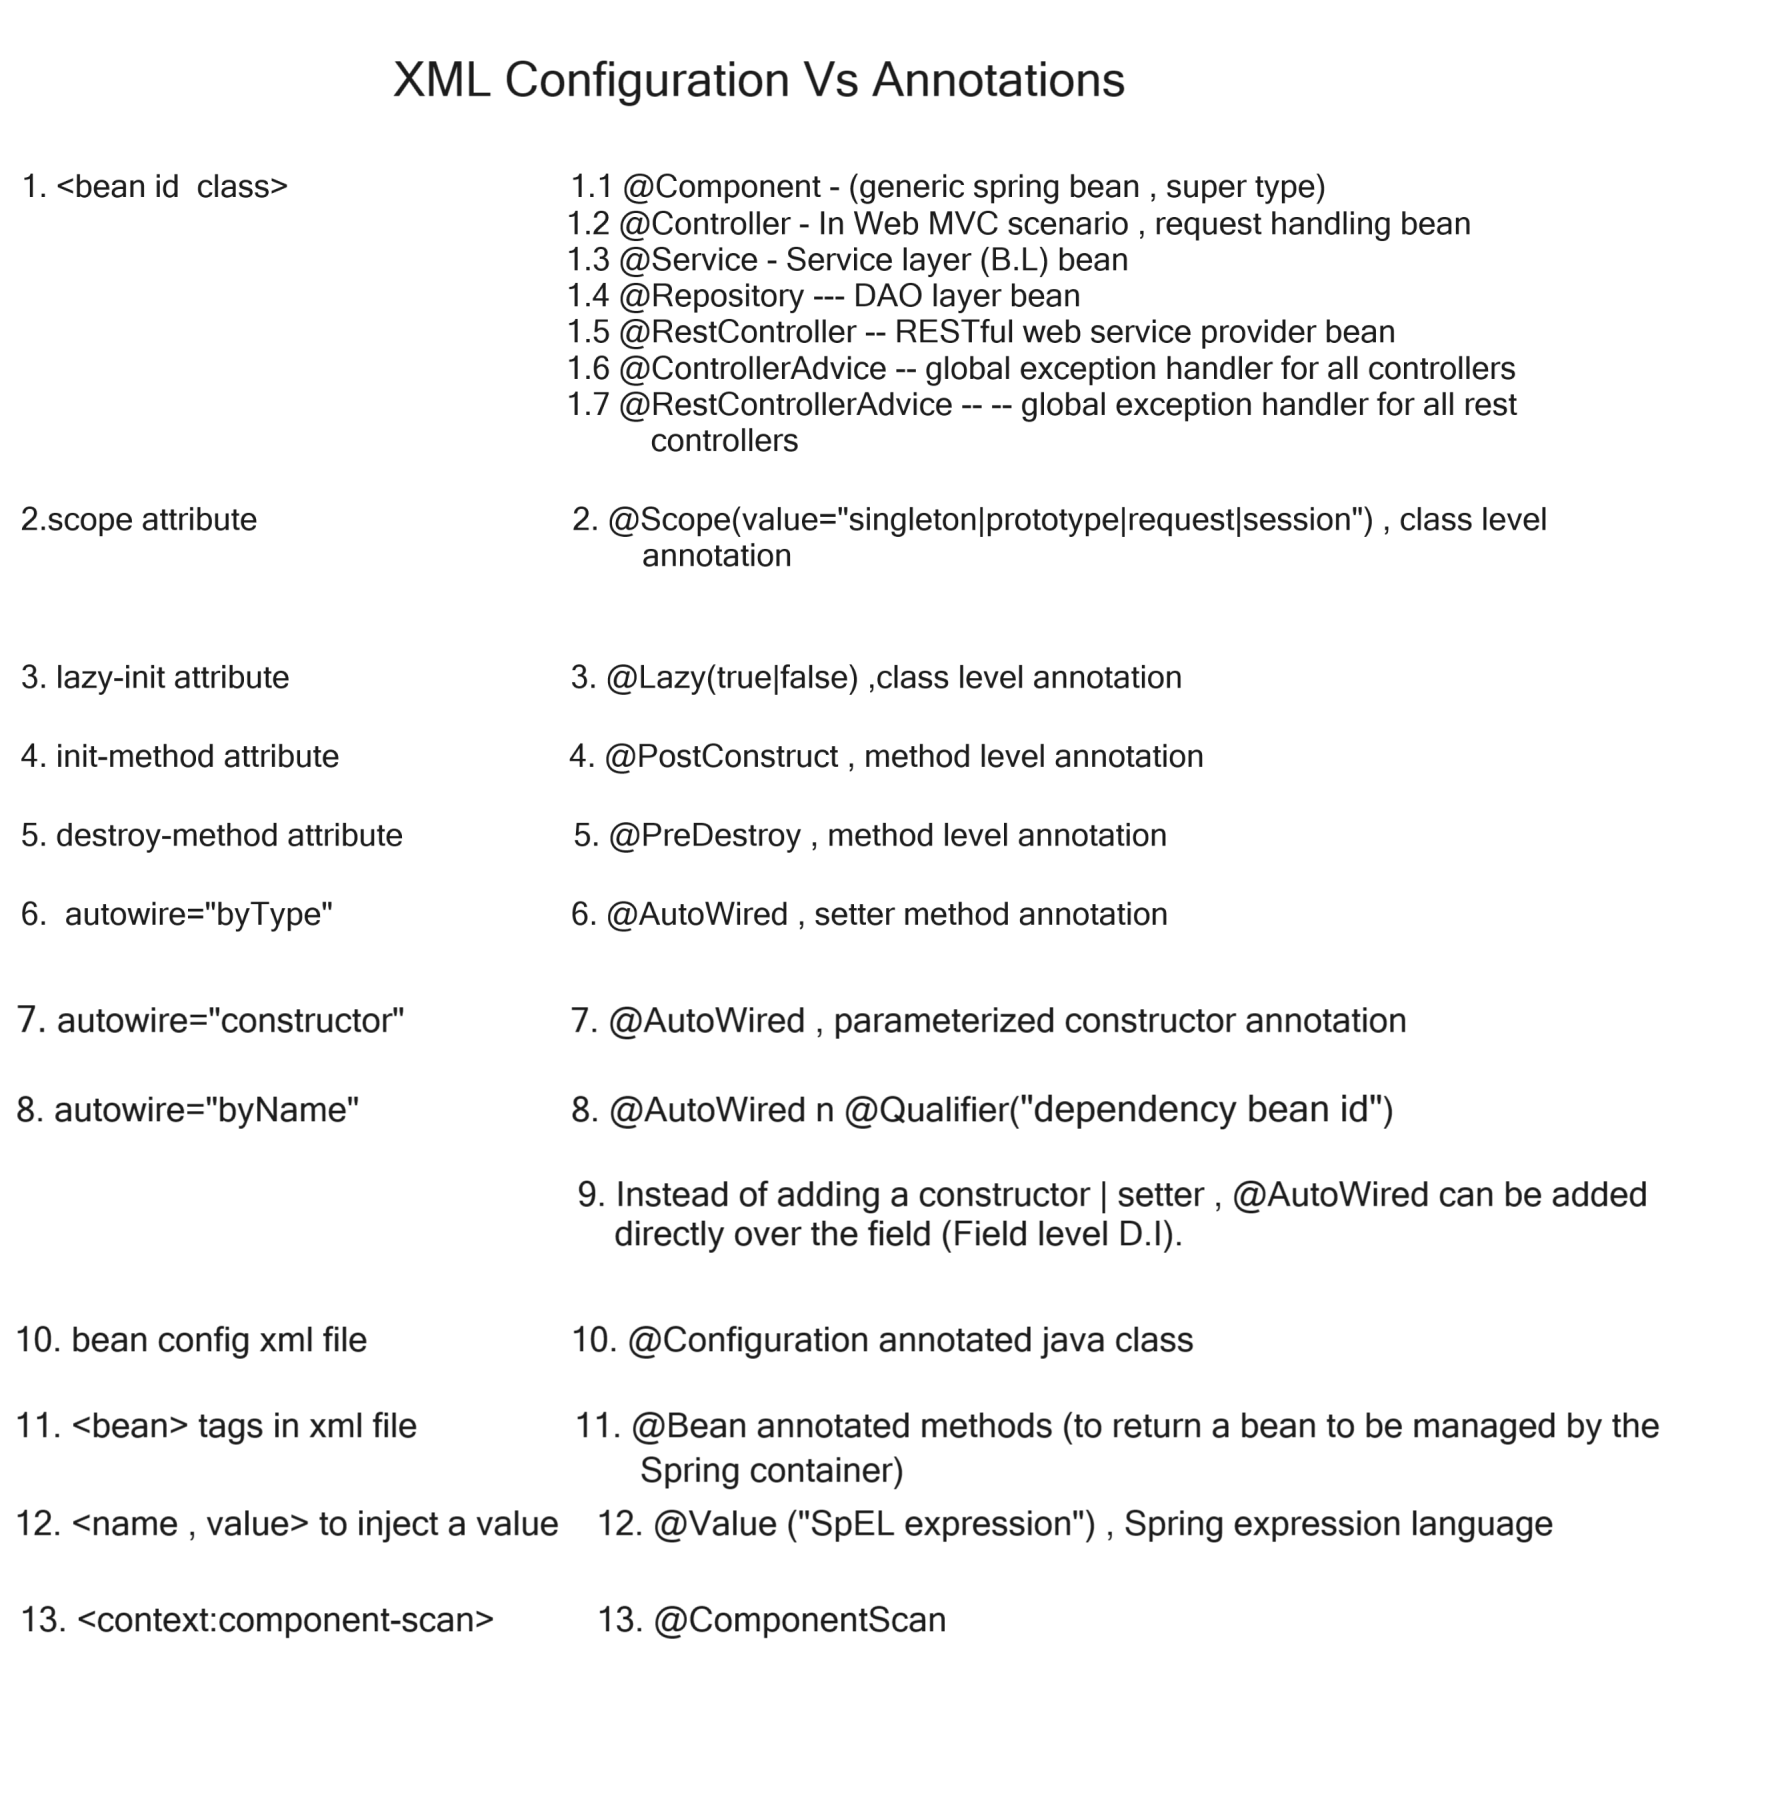 XML Configuration Vs Annotations
1. <bean id  class>
1.1 @Component - (generic spring bean , super type)
1.2 @Controller - In Web MVC scenario , request handling bean
1.3 @Service - Service layer (B.L) bean
1.4 @Repository --- DAO layer bean
1.5 @RestController -- RESTful web service provider bean
1.6 @ControllerAdvice -- global exception handler for all controllers
1.7 @RestControllerAdvice -- -- global exception handler for all rest
controllers
2.scope attribute
2. @Scope(value="singleton|prototype|request|session") , class level
annotation
3. lazy-init attribute
3. @Lazy(true|false) ,class level annotation
4. init-method attribute
4. @PostConstruct , method level annotation
5. destroy-method attribute
5. @PreDestroy , method level annotation
6.  autowire="byType"
6. @AutoWired , setter method annotation
7. autowire="constructor"
7. @AutoWired , parameterized constructor annotation
8. autowire="byName"
8. @AutoWired n @Qualifier("dependency bean id")
9. Instead of adding a constructor | setter , @AutoWired can be added
directly over the field (Field level D.I).
10. bean config xml file
10. @Configuration annotated java class
11. <bean> tags in xml file
11. @Bean annotated methods (to return a bean to be managed by the
Spring container)
12. <name , value> to inject a value
12. @Value ("SpEL expression") , Spring expression language
13. <context:component-scan>
13. @ComponentScan